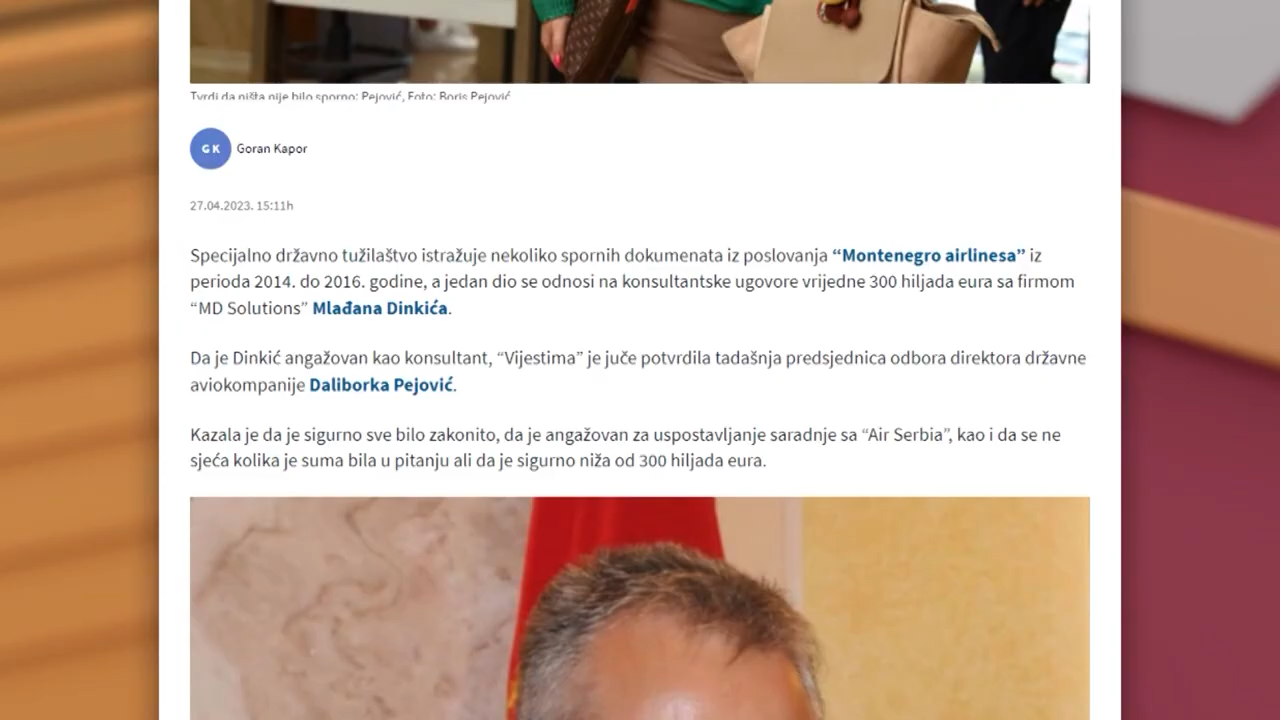 Tvrdi da ništa nije bilo sporno: Pejović, Foto: Boris Pejović
GK Goran Kapor
27.04.2023. 15:11h
Specijalno državno tužilaštvo istražuje nekoliko spornih dokumenata iz poslovanja “Montenegro airlinesa” iz
perioda 2014. do 2016. godine, a jedan dio se odnosi na konsultantske ugovore vrijedne 300 hiljada eura sa firmom
“MD Solutions” Mlađana Dinkića.
Da je Dinkić angažovan kao konsultant, “Vijestima” je juče potvrdila tadašnja predsjednica odbora direktora državne
aviokompanije Daliborka Pejović.
Kazala je da je sigurno sve bilo zakonito, da je angažovan za uspostavljanje saradnje sa “Air Serbia”, kao i da se ne
sjeća kolika je suma bila u pitanju ali da je sigurno niža od 300 hiljada eura.